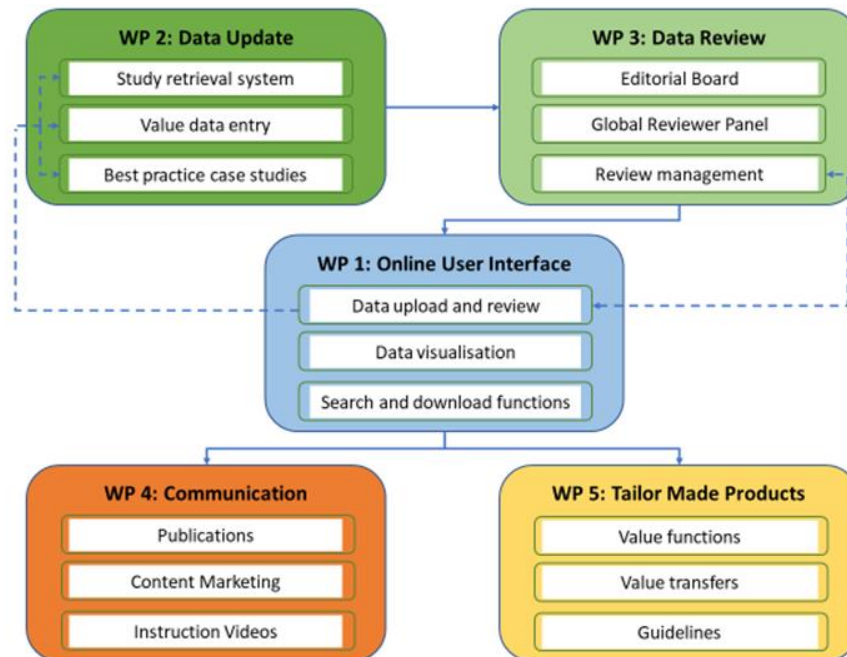 WP 2: Data Update
Study retrieval system
Value data entry
Best practice case studies
WP 3: Data Review
Editorial Board
Global Reviewer Panel
Review management
WP 1: Online User Interface
Data upload and review
Data visualisation
Search and download functions
WP 4: Communication
Publications
Content Marketing
Instruction Videos
WP 5: Tailor Made Products
Value functions
Value transfers
Guidelines